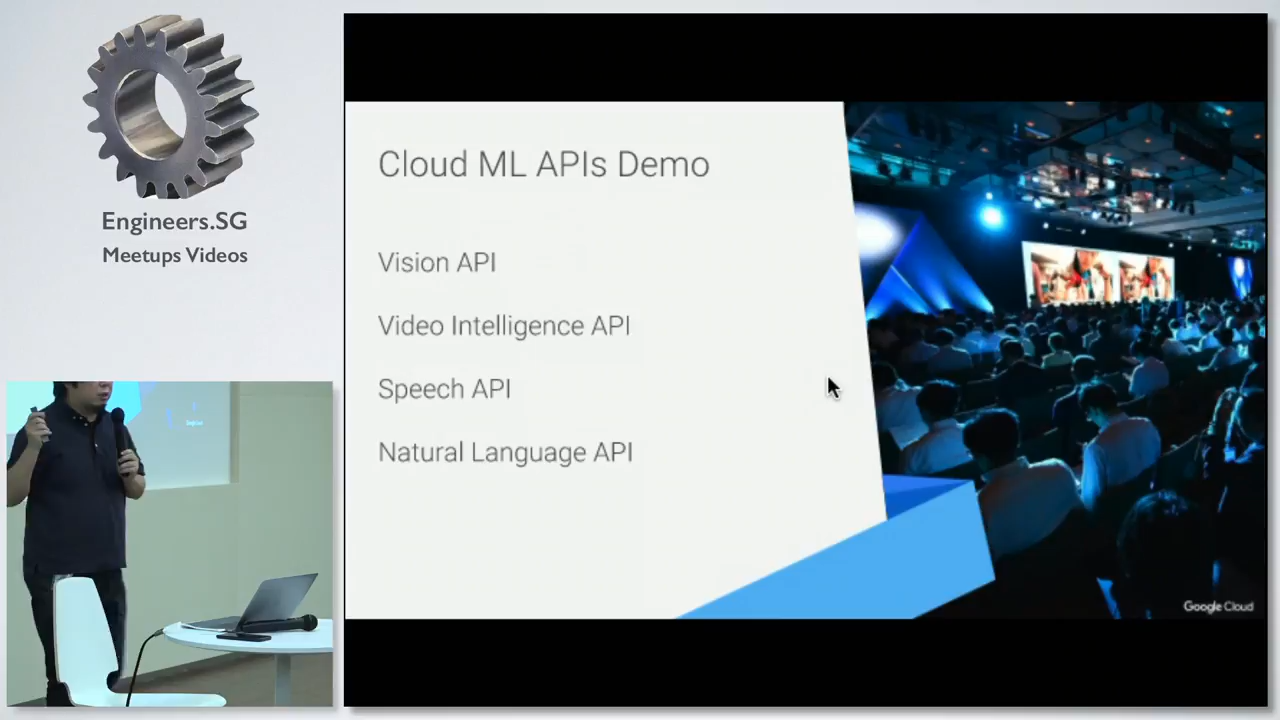 Engineers.SG
Meetups Videos
Cloud ML APIs Demo
Vision API
Video Intelligence API
Speech API
Natural Language API
Google Cloud